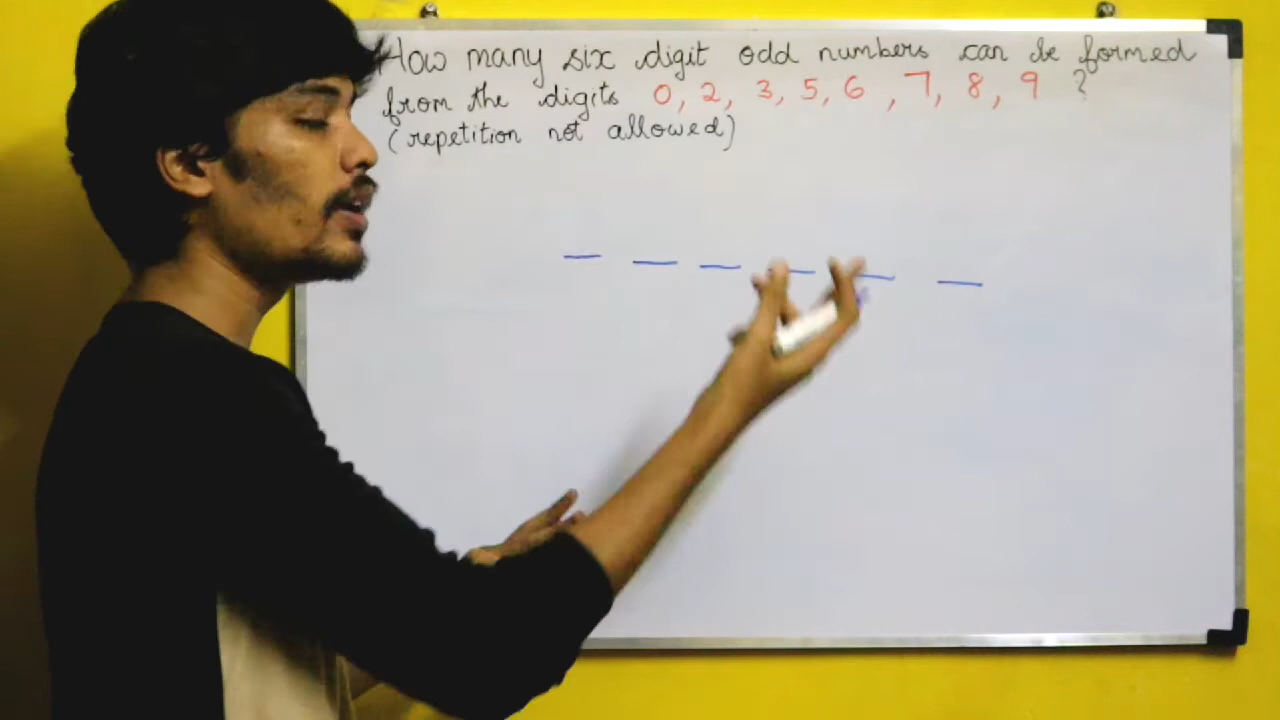 How many six digit odd numbers can be formed
from the digits 0, 2, 3, 5, 6, 7, 8, 9 ?
(repetition not allowed)